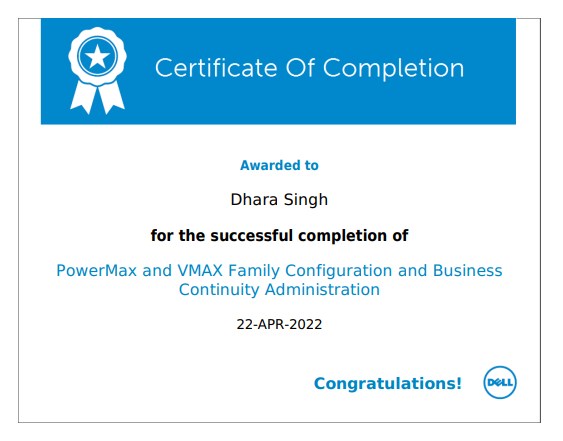 Certificate Of Completion
Awarded to
Dhara Singh
for the successful completion of
PowerMax and VMAX Family Configuration and Business
Continuity Administration
22-APR-2022
Congratulations!
DELL